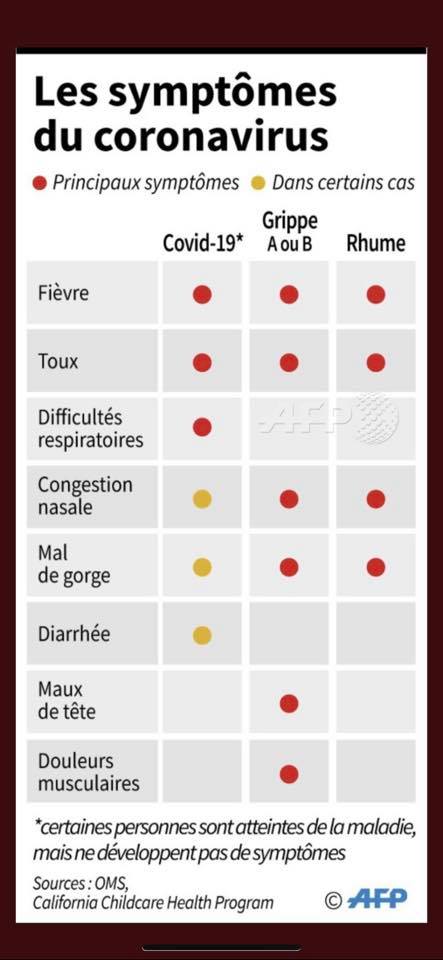 Les symptômes
du coronavirus
Principaux symptômes Dans certains cas
Covid-19* Grippe A ou B Rhume
Fièvre
Toux
Difficultés
respiratoires
AFP
Congestion
nasale
Mal
de gorge
Diarrhée
Maux
de tête
Douleurs
musculaires
*certaines personnes sont atteintes de la maladie,
mais ne développent pas de symptômes
Sources : OMS,
California Childcare Health Program
© AFP